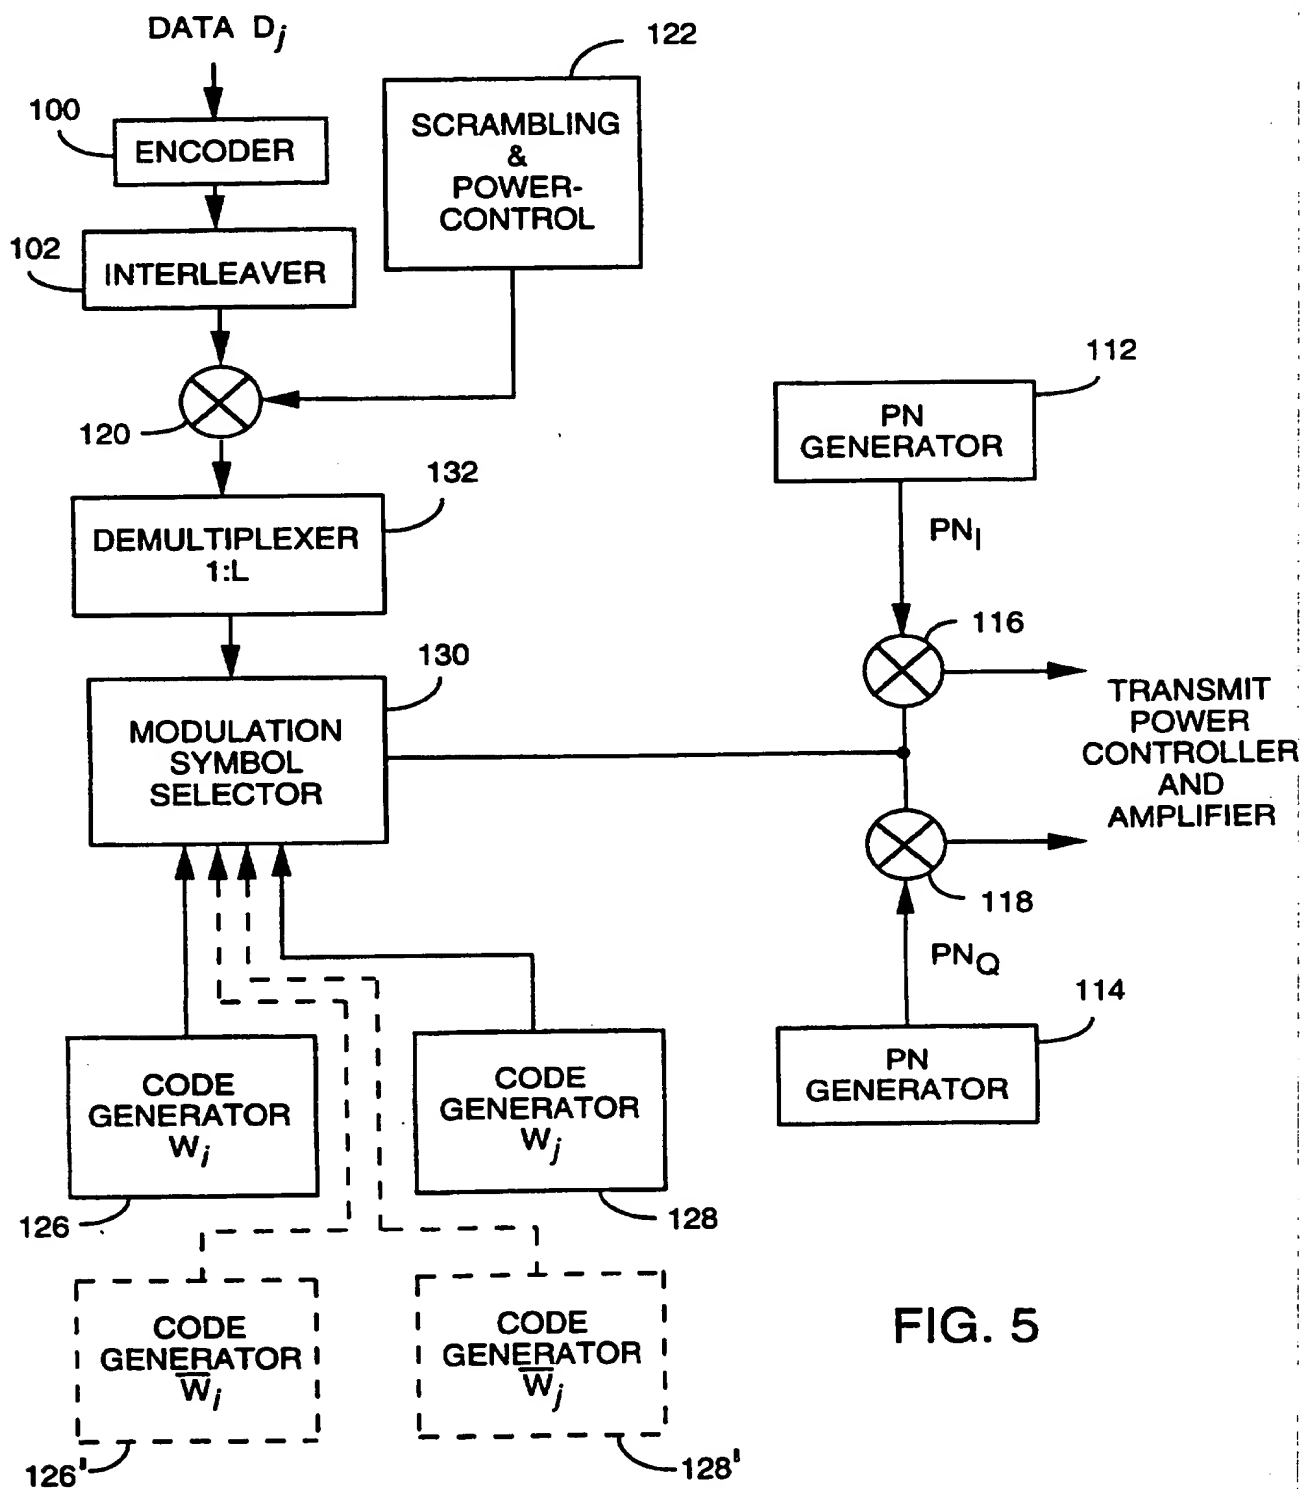 DATA Dj
122
100
ENCODER
SCRAMBLING
&
POWER-
CONTROL
102
INTERLEAVER
120
112
PN
GENERATOR
132
DEMULTIPLEXER
1:L
PNI
116
130
MODULATION
SYMBOL
SELECTOR
TRANSMIT
POWER
CONTROLLER
AND
AMPLIFIER
118
PNQ
114
PN
GENERATOR
CODE
GENERATOR
Wi
CODE
GENERATOR
Wj
126
128
CODE
GENERATOR
W̅i
CODE
GENERATOR
W̅j
126'
128'
FIG. 5